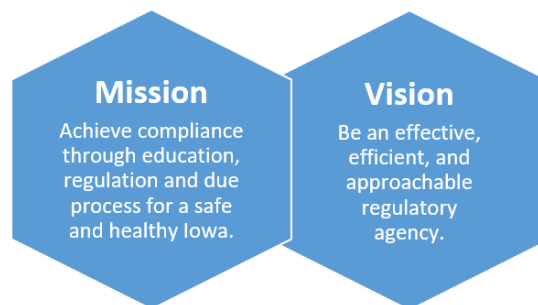 Mission
Achieve compliance
through education,
regulation and due
process for a safe
and healthy Iowa.
Vision
Be an effective,
efficient, and
approachable
regulatory
agency.